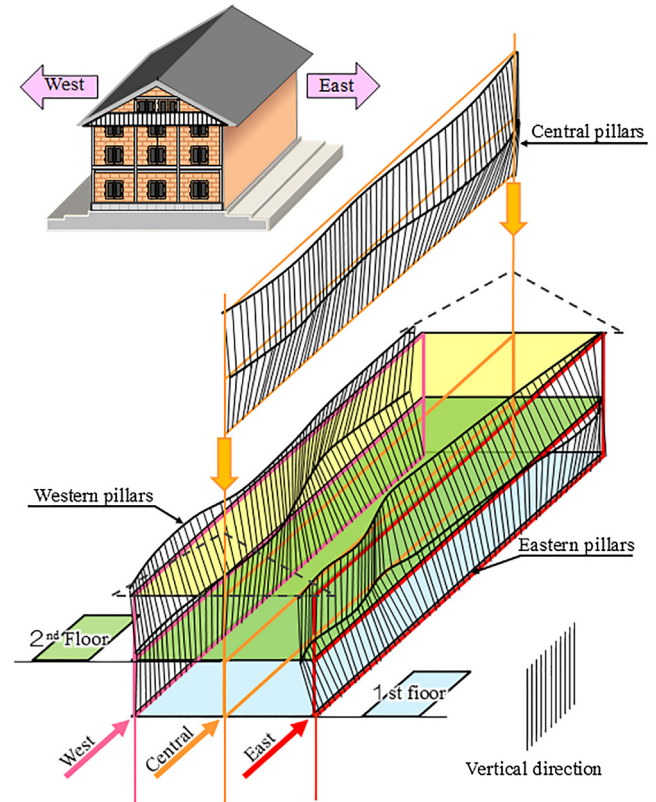 West
East
Central pillars
Western pillars
Eastern pillars
2nd Floor
1st floor
West
Central
East
Vertical direction